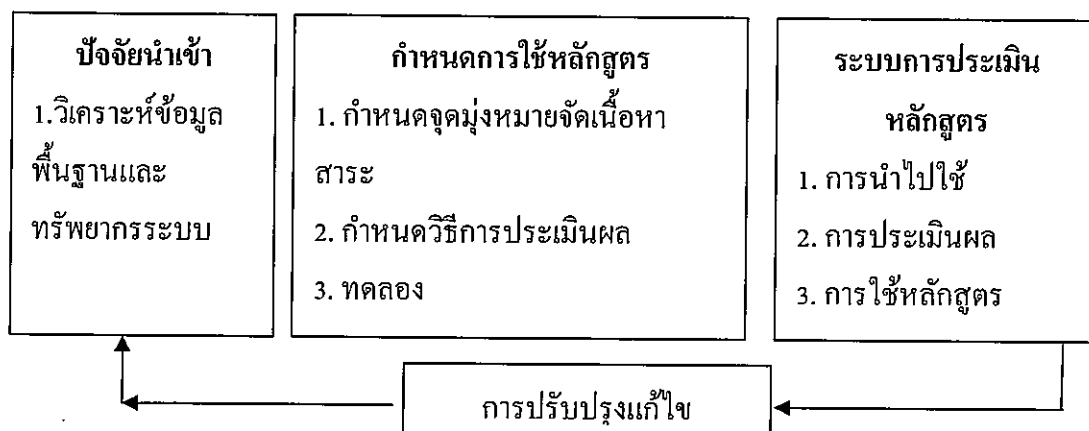 ปัจจัยนำเข้า
1.วิเคราะห์ข้อมูล
พื้นฐานและ
ทรัพยากรระบบ
กำหนดการใช้หลักสูตร
1. กำหนดจุดมุ่งหมายจัดเนื้อหา
สาระ
2. กำหนดวิธีการประเมินผล
3. ทดลอง
ระบบการประเมิน
หลักสูตร
1. การนำไปใช้
2. การประเมินผล
3. การใช้หลักสูตร
การปรับปรุงแก้ไข